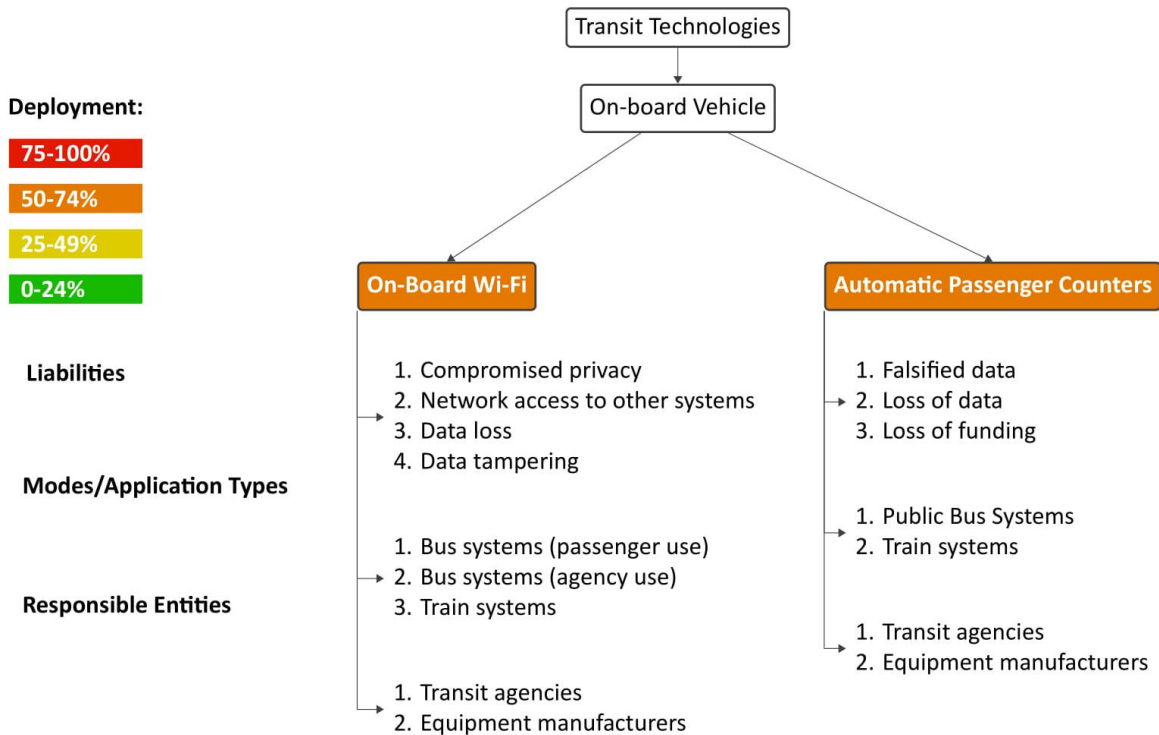 Transit Technologies
On-board Vehicle
Deployment:
75-100%
50-74%
25-49%
0-24%
On-Board Wi-Fi
Automatic Passenger Counters
Liabilities
Modes/Application Types
Responsible Entities
1. Compromised privacy
2. Network access to other systems
3. Data loss
4. Data tampering
1. Bus systems (passenger use)
2. Bus systems (agency use)
3. Train systems
1. Transit agencies
2. Equipment manufacturers
1. Falsified data
2. Loss of data
3. Loss of funding
1. Public Bus Systems
2. Train systems
1. Transit agencies
2. Equipment manufacturers